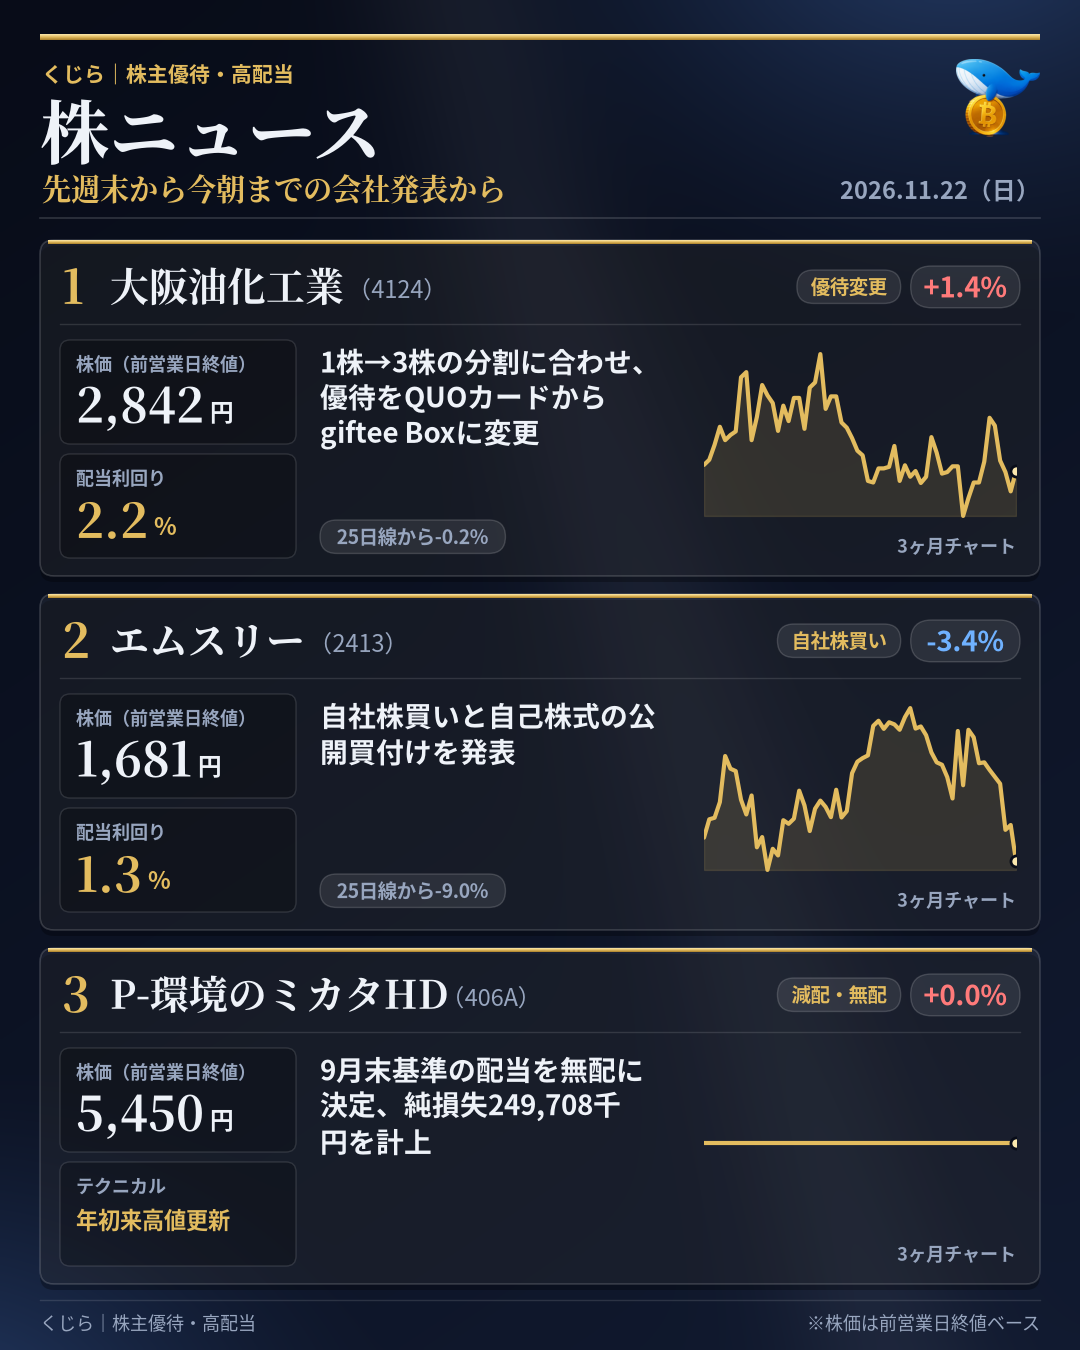 くじら｜株主優待・高配当
株ニュース
先週末から今朝までの会社発表から
2026.11.22（日）
1 大阪油化工業（4124）
優待変更 +1.4%
株価（前営業日終値）
2,842円
配当利回り
2.2%
1株→3株の分割に合わせ、
優待をQUOカードから
giftee Boxに変更
25日線から-0.2%
3ヶ月チャート
2 エムスリー（2413）
自社株買い -3.4%
株価（前営業日終値）
1,681円
配当利回り
1.3%
自社株買いと自己株式の公
開買付けを発表
25日線から-9.0%
3ヶ月チャート
3 P-環境のミカタHD（406A）
減配・無配 +0.0%
株価（前営業日終値）
5,450円
テクニカル
年初来高値更新
9月末基準の配当を無配に
決定、純損失249,708千
円を計上
3ヶ月チャート
くじら｜株主優待・高配当
※株価は前営業日終値ベース